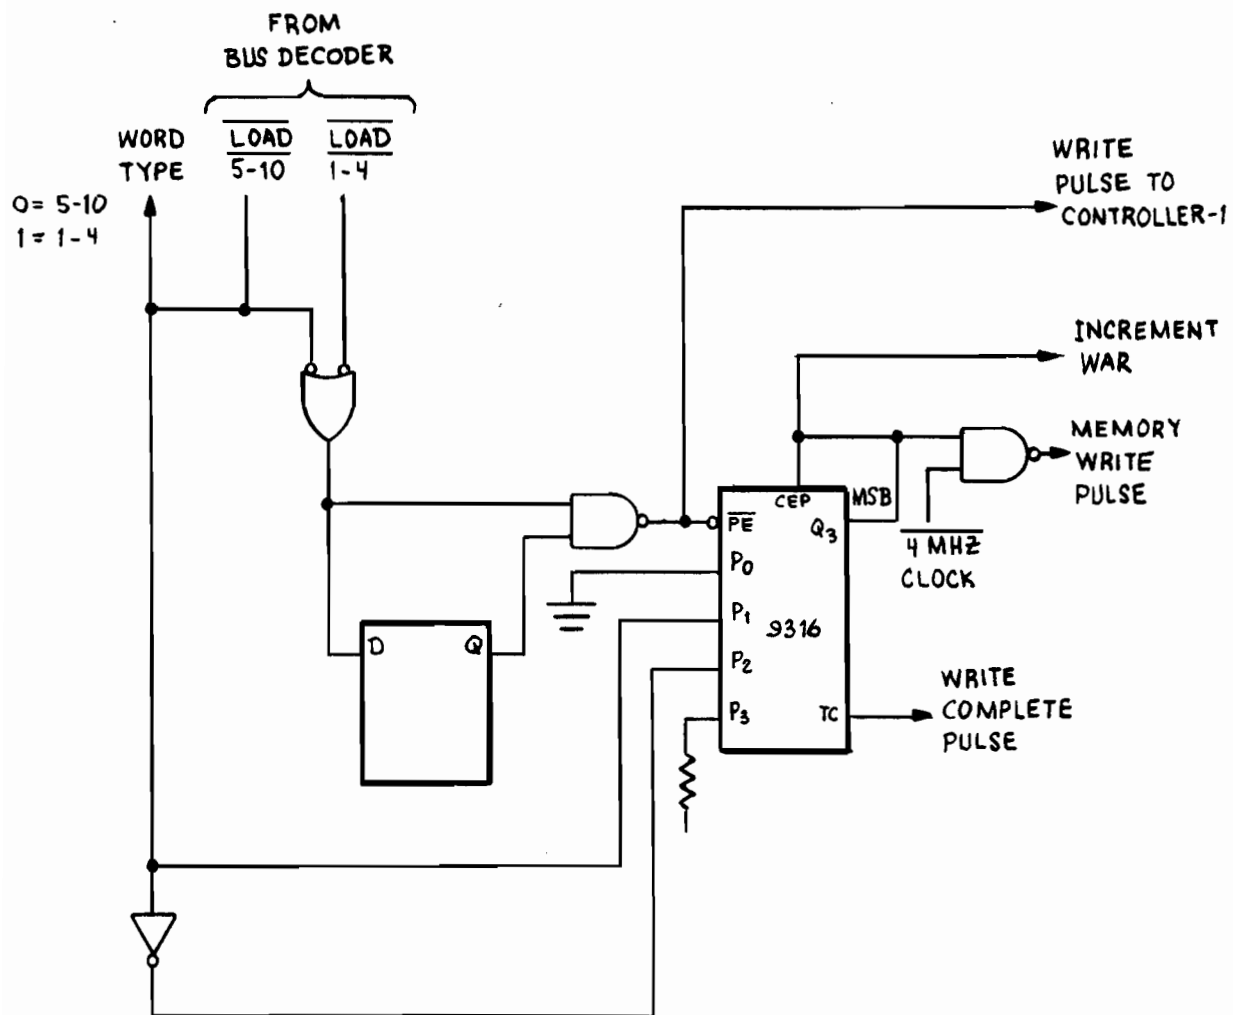 FROM
BUS DECODER
WORD
TYPE
LOAD
5-10
LOAD
1-4
0= 5-10
1= 1-4
WRITE
PULSE TO
CONTROLLER-1
INCREMENT
WAR
MEMORY
WRITE
PULSE
CEP
MSB
PE
Q3
4 MHZ
CLOCK
P0
P1
9316
P2
D
Q
P3
TC
WRITE
COMPLETE
PULSE